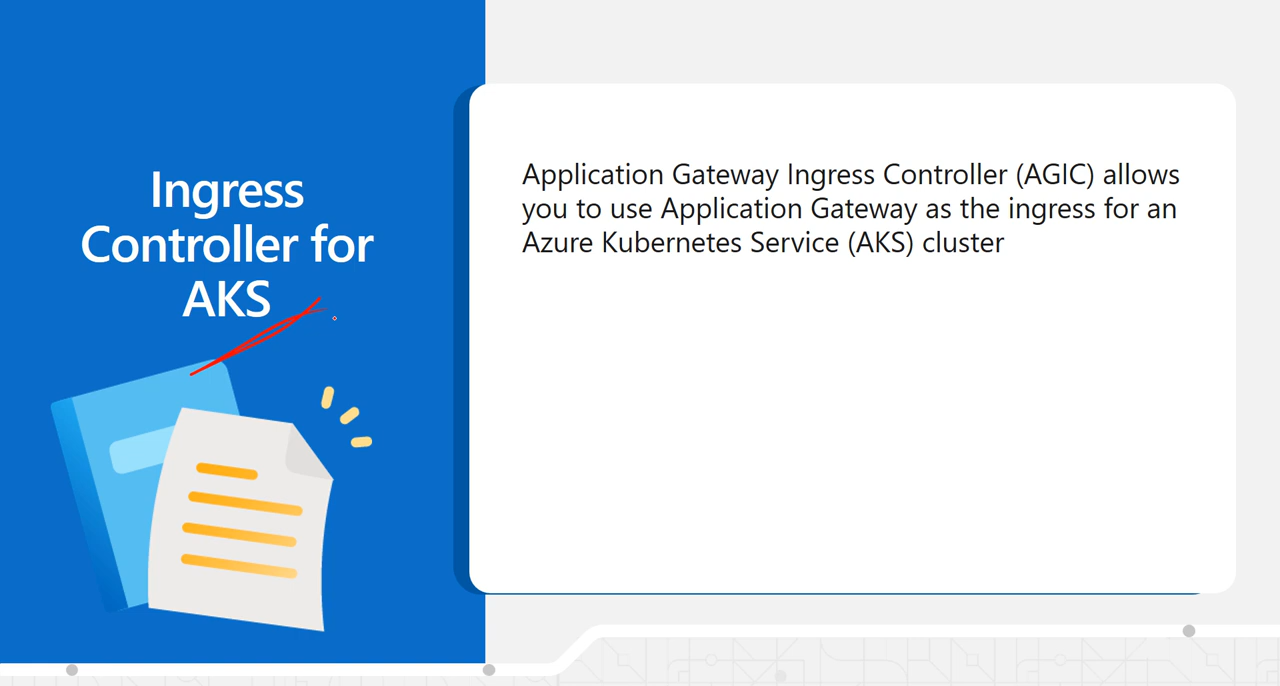 Ingress
Controller for
AKS
Application Gateway Ingress Controller (AGIC) allows
you to use Application Gateway as the ingress for an
Azure Kubernetes Service (AKS) cluster